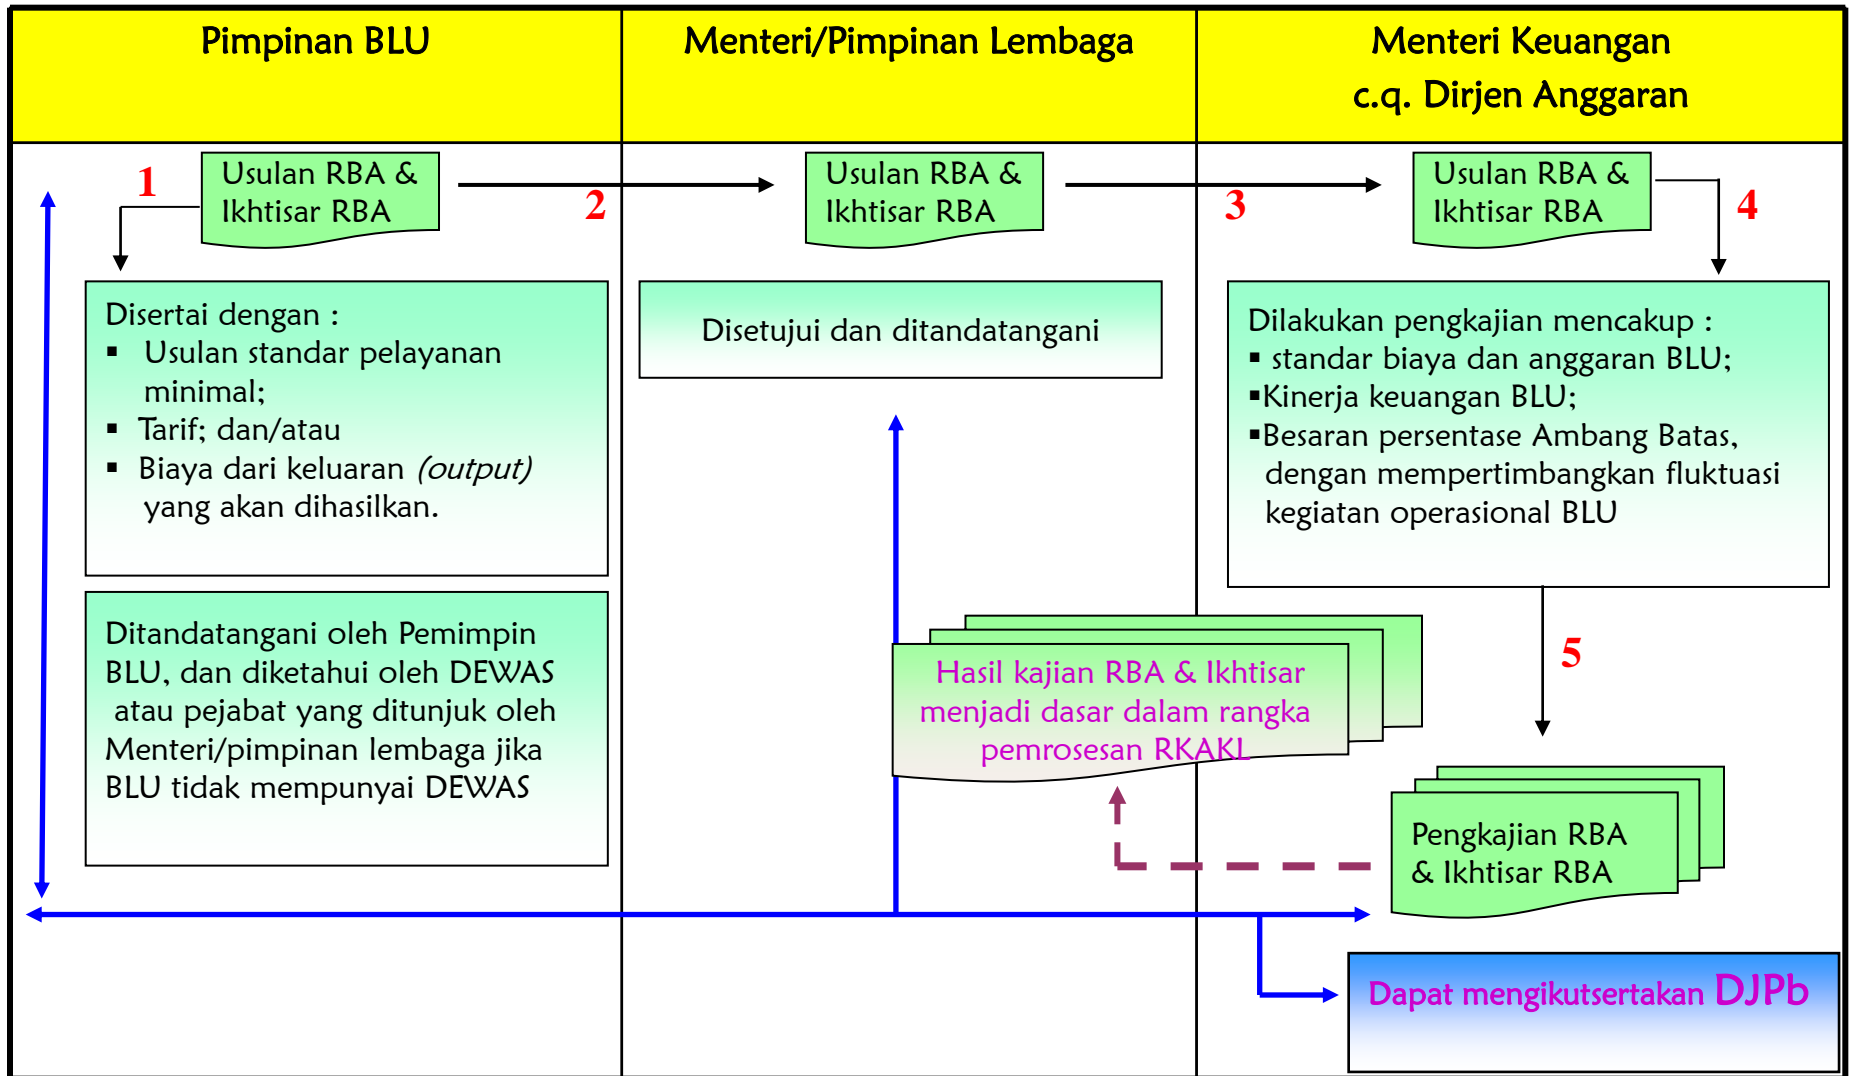 Pimpinan BLU
Menteri/Pimpinan Lembaga
Menteri Keuangan
c.q. Dirjen Anggaran
1
Usulan RBA &
Ikhtisar RBA
2
Usulan RBA &
Ikhtisar RBA
3
Usulan RBA &
Ikhtisar RBA
4
Disertai dengan :
▪ Usulan standar pelayanan
minimal;
▪ Tarif; dan/atau
▪ Biaya dari keluaran (output)
yang akan dihasilkan.
Disetujui dan ditandatangani
Dilakukan pengkajian mencakup :
▪ standar biaya dan anggaran BLU;
▪Kinerja keuangan BLU;
▪Besaran persentase Ambang Batas,
dengan mempertimbangkan fluktuasi
kegiatan operasional BLU
Ditandatangani oleh Pemimpin
BLU, dan diketahui oleh DEWAS
atau pejabat yang ditunjuk oleh
Menteri/pimpinan lembaga jika
BLU tidak mempunyai DEWAS
Hasil kajian RBA & Ikhtisar
menjadi dasar dalam rangka
pemrosesan RKAKL
5
Pengkajian RBA
& Ikhtisar RBA
Dapat mengikutsertakan DJPb